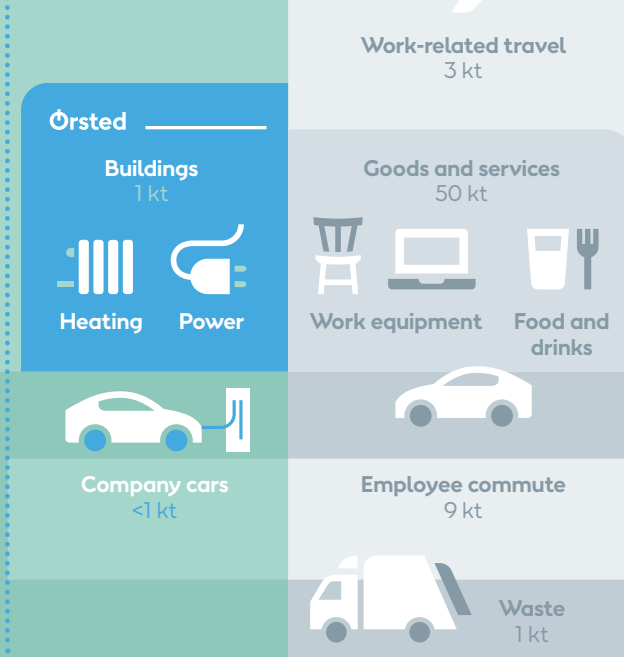 Work-related travel
3 kt
Ørsted
Buildings
1 kt
Heating
Power
Goods and services
50 kt
Work equipment
Food and
drinks
Company cars
<1 kt
Employee commute
9 kt
Waste
1 kt